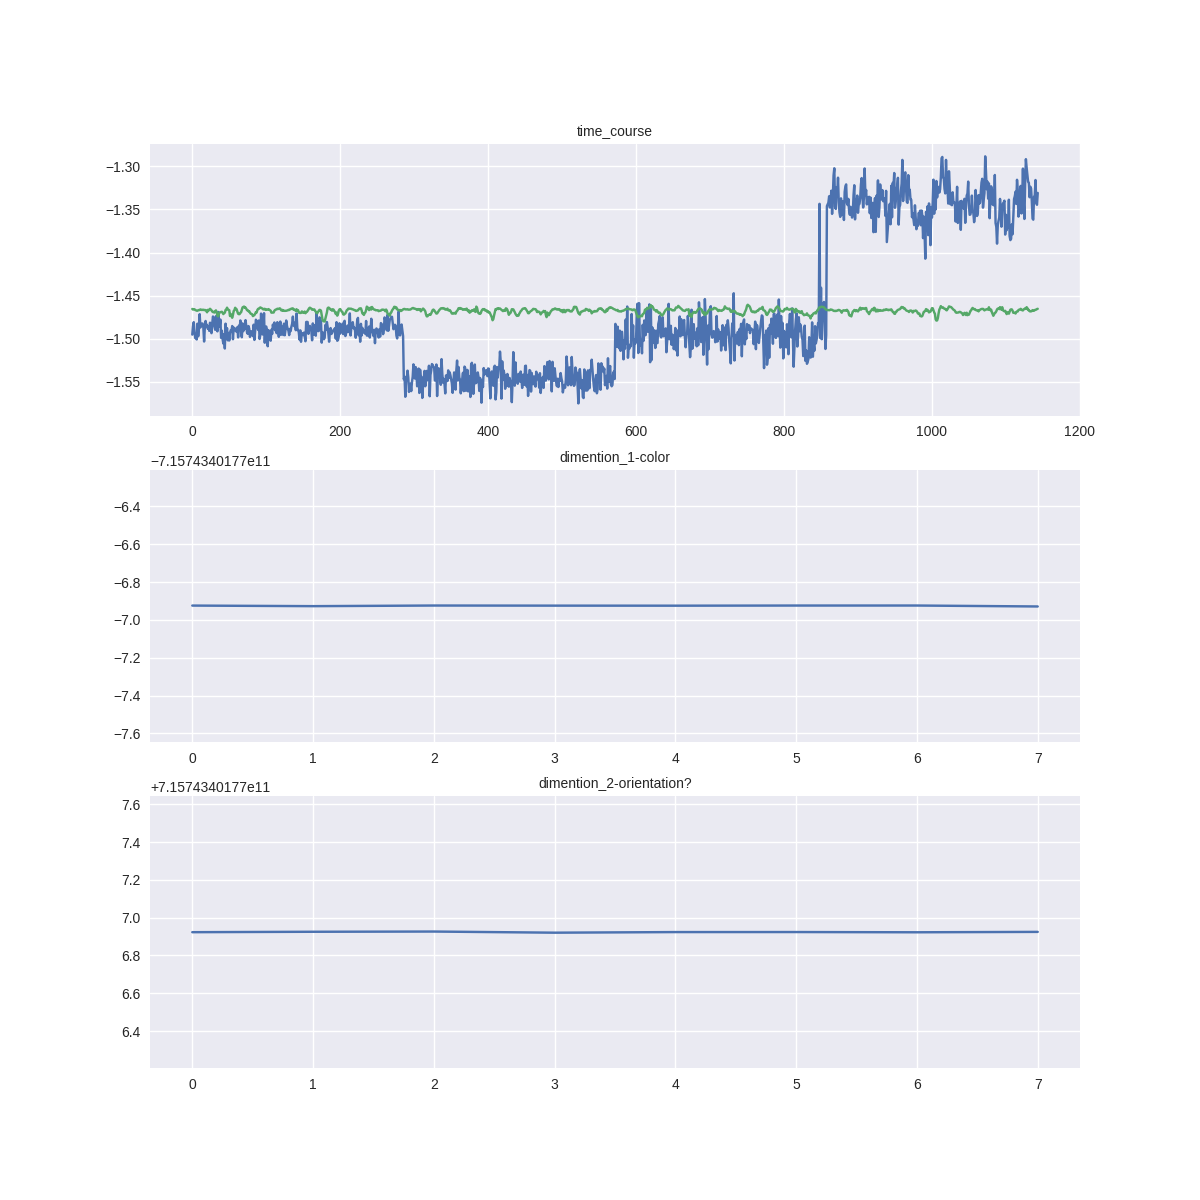 time_course
−1.30
−1.35
−1.40
−1.45
−1.50
−1.55
0 200 400 600 800 1000 1200
−7.1574340177e11
dimention_1-color
−6.4
−6.6
−6.8
−7.0
−7.2
−7.4
−7.6
0 1 2 3 4 5 6 7
+7.1574340177e11
dimention_2-orientation?
7.6
7.4
7.2
7.0
6.8
6.6
6.4
0 1 2 3 4 5 6 7